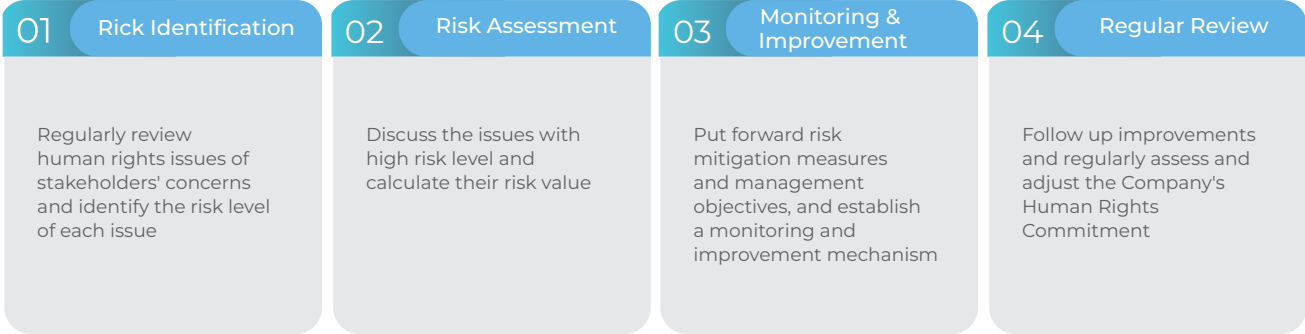 01
Rick Identification
Regularly review
human rights issues of
stakeholders' concerns
and identify the risk level
of each issue
02
Risk Assessment
Discuss the issues with
high risk level and
calculate their risk value
03
Monitoring &
Improvement
Put forward risk
mitigation measures
and management
objectives, and establish
a monitoring and
improvement mechanism
04
Regular Review
Follow up improvements
and regularly assess and
adjust the Company's
Human Rights
Commitment